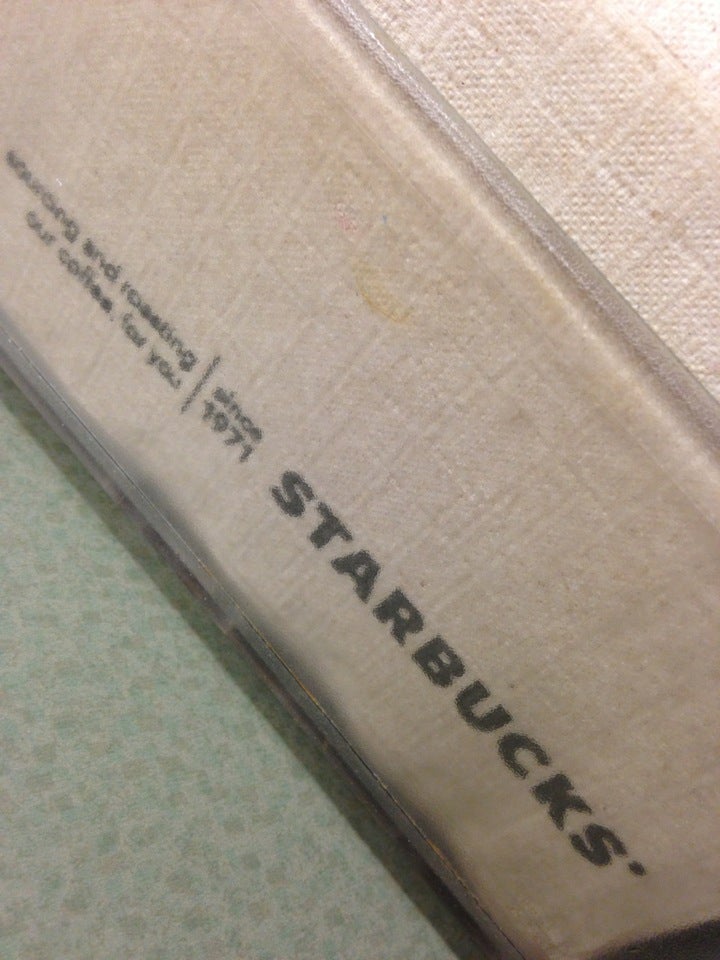 sourcing and roasting
our coffee, for you
since
1971
STARBUCKS